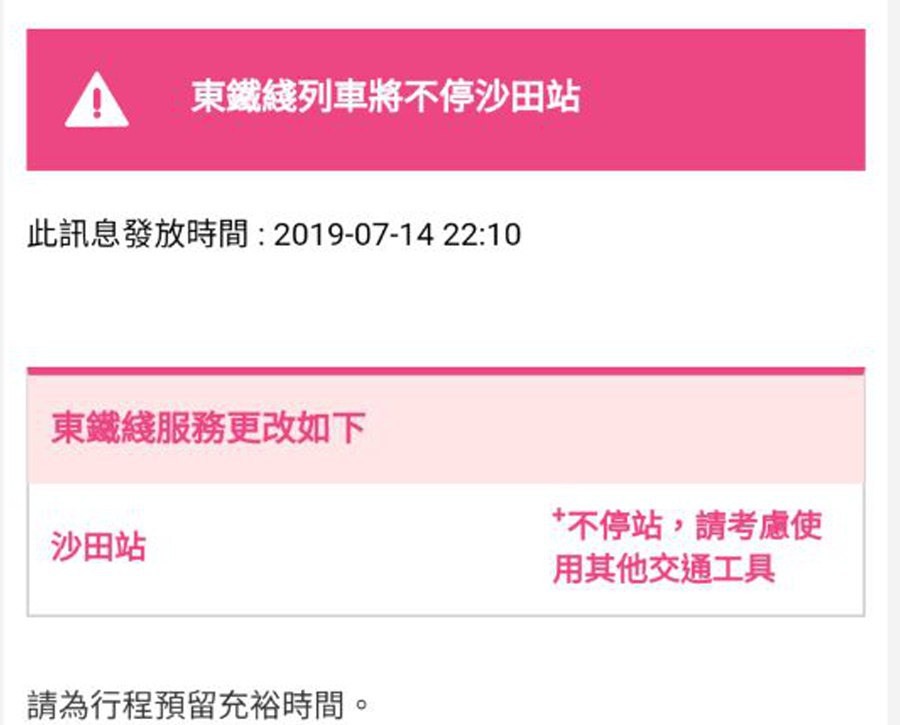 東鐵綫列車將不停沙田站
此訊息發放時間 : 2019-07-14 22:10
東鐵綫服務更改如下
沙田站
+不停站，請考慮使
用其他交通工具
請為行程預留充裕時間。